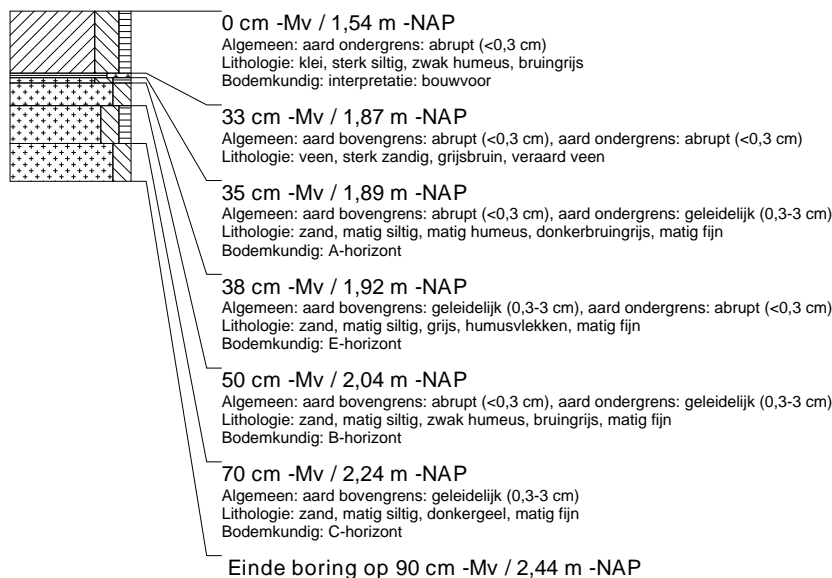 0 cm -Mv / 1,54 m -NAP
Algemeen: aard ondergrens: abrupt (<0,3 cm)
Lithologie: klei, sterk siltig, zwak humeus, bruingrijs
Bodemkundig: interpretatie: bouwvoor
33 cm -Mv / 1,87 m -NAP
Algemeen: aard bovengrens: abrupt (<0,3 cm), aard ondergrens: abrupt (<0,3 cm)
Lithologie: veen, sterk zandig, grijsbruin, veraard veen
35 cm -Mv / 1,89 m -NAP
Algemeen: aard bovengrens: abrupt (<0,3 cm), aard ondergrens: geleidelijk (0,3-3 cm)
Lithologie: zand, matig siltig, matig humeus, donkerbruingrijs, matig fijn
Bodemkundig: A-horizont
38 cm -Mv / 1,92 m -NAP
Algemeen: aard bovengrens: geleidelijk (0,3-3 cm), aard ondergrens: abrupt (<0,3 cm)
Lithologie: zand, matig siltig, grijs, humusvlekken, matig fijn
Bodemkundig: E-horizont
50 cm -Mv / 2,04 m -NAP
Algemeen: aard bovengrens: abrupt (<0,3 cm), aard ondergrens: geleidelijk (0,3-3 cm)
Lithologie: zand, matig siltig, zwak humeus, bruingrijs, matig fijn
Bodemkundig: B-horizont
70 cm -Mv / 2,24 m -NAP
Algemeen: aard bovengrens: geleidelijk (0,3-3 cm)
Lithologie: zand, matig siltig, donkergeel, matig fijn
Bodemkundig: C-horizont
Einde boring op 90 cm -Mv / 2,44 m -NAP